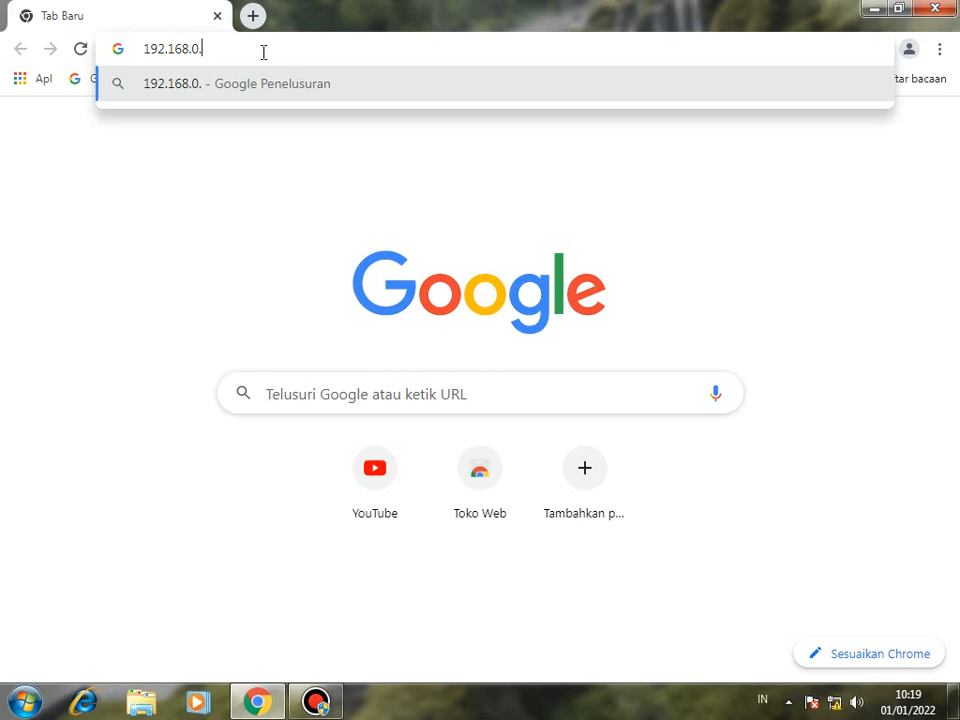 Tab Baru
192.168.0.
Apl
G
tar bacaan
192.168.0. - Google Penelusuran
Google
Telusuri Google atau ketik URL
YouTube
Toko Web
Tambahkan p...
Sesuaikan Chrome
IN
10:19
01/01/2022